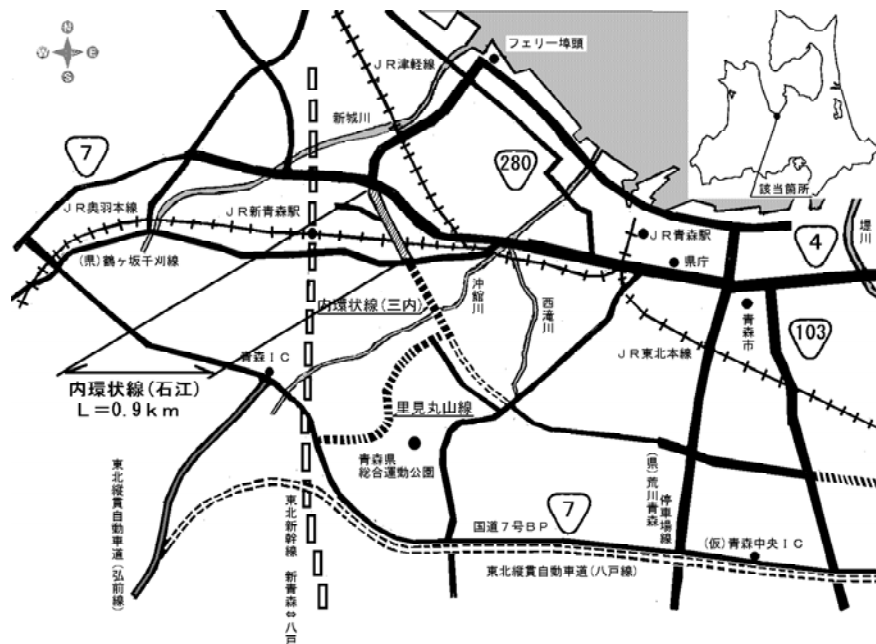 N
W E
S
フェリー埠頭
JR津軽線
新城川
7
280
該当箇所
JR奥羽本線
JR新青森駅
JR青森駅
堤川
4
(県)鶴ヶ坂千刈線
県庁
内環状線(三内)
沖館川
西滝川
青森市
103
青森IC
JR東北本線
内環状線(石江)
L=0.9km
里見丸山線
青森県
総合運動公園
東北縦貫自動車道(弘前線)
東北新幹線 新青森⇔八戸
(県)荒川青森
停車場線
国道7号BP
7
(仮)青森中央IC
東北縦貫自動車道(八戸線)